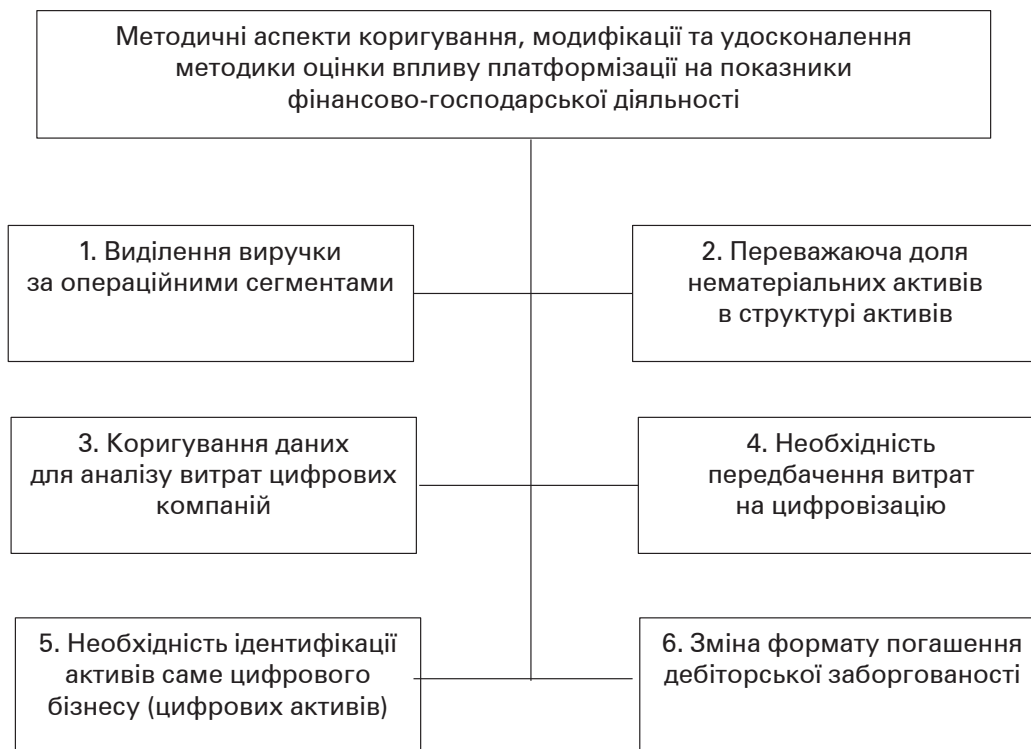 Методичні аспекти коригування, модифікації та удосконалення
методики оцінки впливу платформізації на показники
фінансово-господарської діяльності
1. Виділення виручки
за операційними сегментами
2. Переважаюча доля
нематеріальних активів
в структурі активів
3. Коригування даних
для аналізу витрат цифрових
компаній
4. Необхідність
передбачення витрат
на цифровізацію
5. Необхідність ідентифікації
активів саме цифрового
бізнесу (цифрових активів)
6. Зміна формату погашення
дебіторської заборгованості